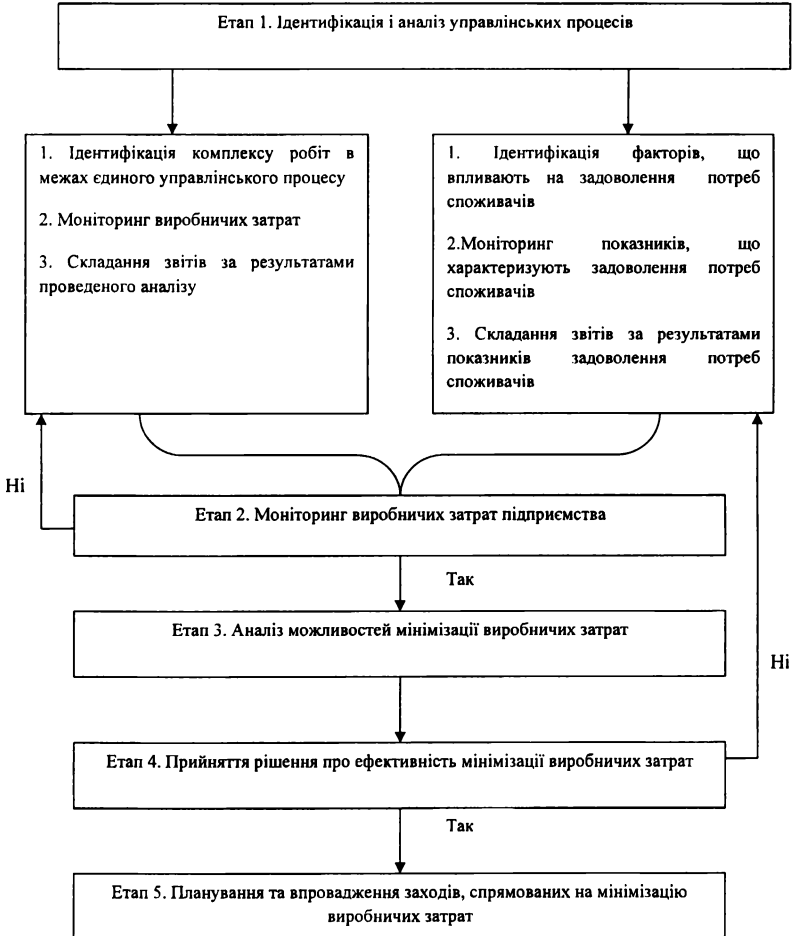 Етап 1. Ідентифікація і аналіз управлінських процесів
1. Ідентифікація комплексу робіт в
межах єдиного управлінського процесу
2. Моніторинг виробничих затрат
3. Складання звітів за результатами
проведеного аналізу
1. Ідентифікація факторів, що
впливають на задоволення потреб
споживачів
2.Моніторинг показників, що
характеризують задоволення потреб
споживачів
3. Складання звітів за результатами
показників задоволення потреб
споживачів
Ні
Етап 2. Моніторинг виробничих затрат підприємства
Так
Етап 3. Аналіз можливостей мінімізації виробничих затрат
Ні
Етап 4. Прийняття рішення про ефективність мінімізації виробничих затрат
Так
Етап 5. Планування та впровадження заходів, спрямованих на мінімізацію
виробничих затрат